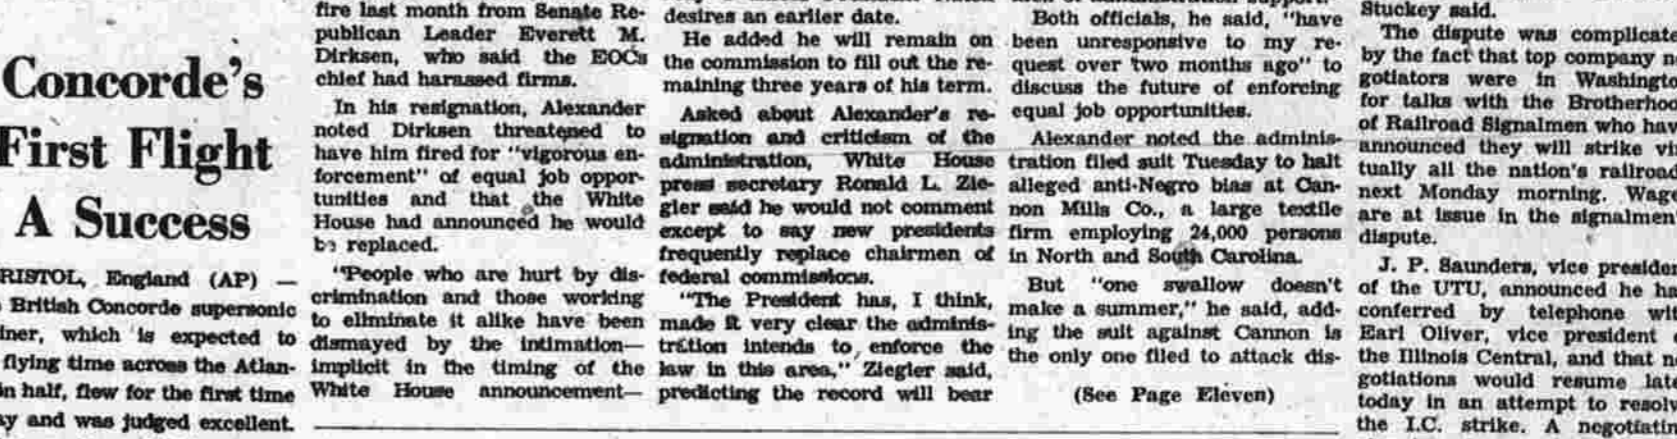 Concorde's
First Flight
A Success
England (AP) —
British Concorde supersonic
which is expected to
flying time across the Atlan-
half, flew for the first time
and was judged excellent.
fire last month from Senate Re-
publican Leader Everett M.
Dirksen, who said the EOCs
chief had harassed firms.
In his resignation, Alexander
noted Dirksen threatened to
have him fired for "vigorous en-
forcement" of equal job oppor-
tunities and that the White
House had announced he would
be replaced.
"People who are hurt by dis-
crimination and those working
to eliminate it alike have been
dismayed by the intimation—
implicit in the timing of the
White House announcement—
desires an earlier date.
He added he will remain on
the commission to fill out the re-
maining three years of his term.
Asked about Alexander's re-
signation and criticism of the
administration, White House
press secretary Ronald L. Zie-
gler said he would not comment
except to say new presidents
frequently replace chairmen of
federal commissions.
"The President has, I think,
made it very clear the adminis-
tration intends to enforce the
law in this area," Ziegler said,
predicting the record will bear
Both officials, he said, "have
been unresponsive to my re-
quest over two months ago" to
discuss the future of enforcing
equal job opportunities.
Alexander noted the adminis-
tration filed suit Tuesday to halt
alleged anti-Negro bias at Can-
non Mills Co., a large textile
firm employing 24,000 persons
in North and South Carolina.
But "one swallow doesn't
make a summer," he said, add-
ing the suit against Cannon is
the only one filed to attack dis-
(See Page Eleven)
Stuckey said.
The dispute was complicate
by the fact that top company n
gotiators were in Washingto
for talks with the Brotherhoo
of Railroad Signalmen who hav
announced they will strike vi
tually all the nation's railroad
next Monday morning. Wag
are at issue in the signalmen
dispute.
J. P. Saunders, vice presiden
of the UTU, announced he ha
conferred by telephone wit
Earl Oliver, vice president
the Illinois Central, and that n
gotiations would resume late
today in an attempt to resolv
the I.C. strike. A negotiatin